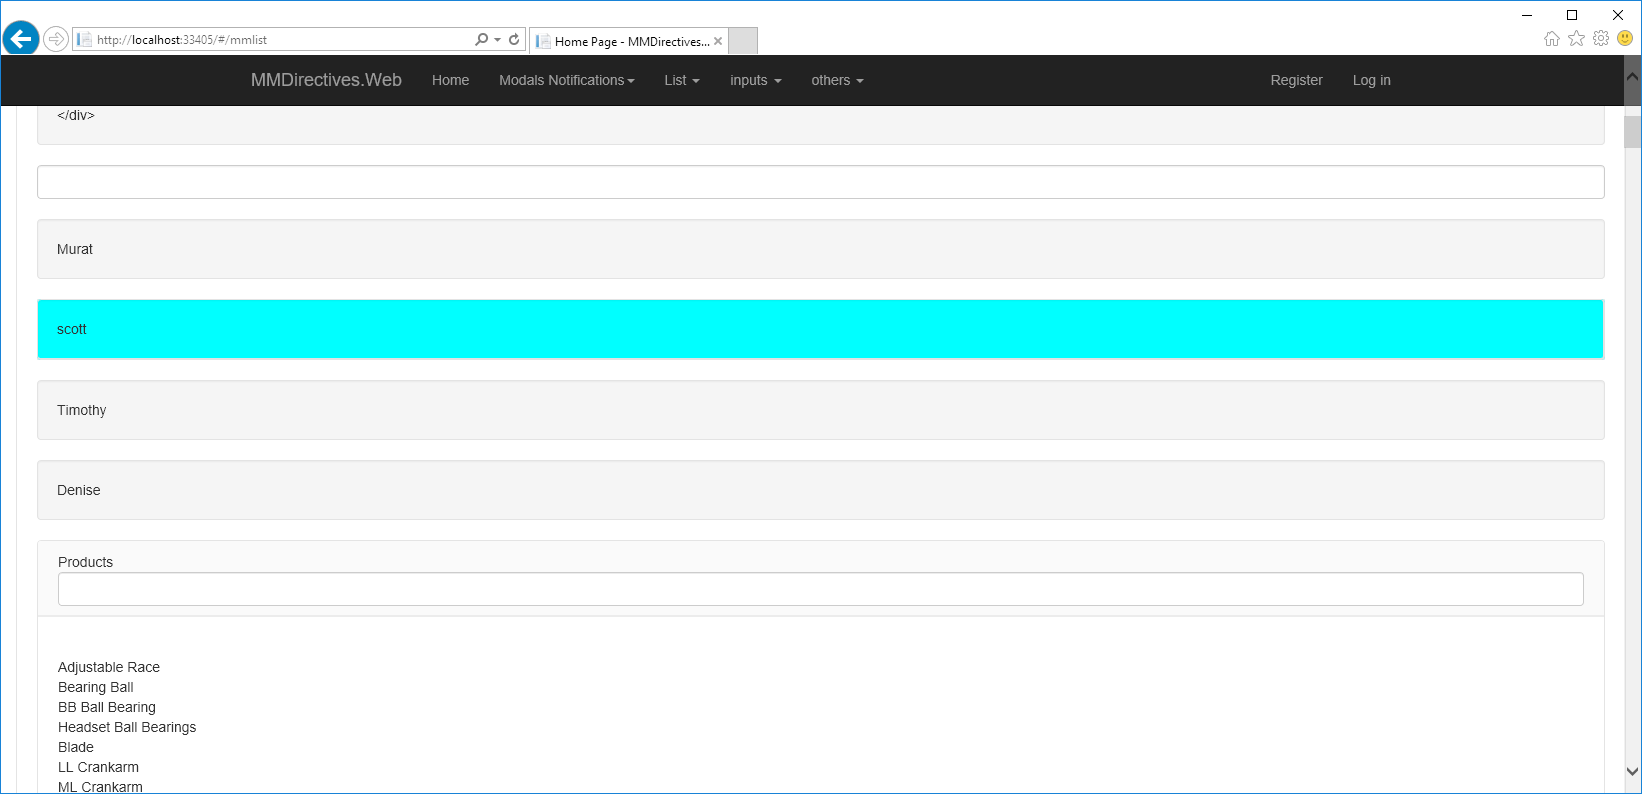 http://localhost:33405/#/mmlist
Home Page - MMDirectives...
MMDirectives.Web Home Modals Notifications List inputs others Register Log in
</div>
Murat
scott
Timothy
Denise
Products
Adjustable Race
Bearing Ball
BB Ball Bearing
Headset Ball Bearings
Blade
LL Crankarm
ML Crankarm